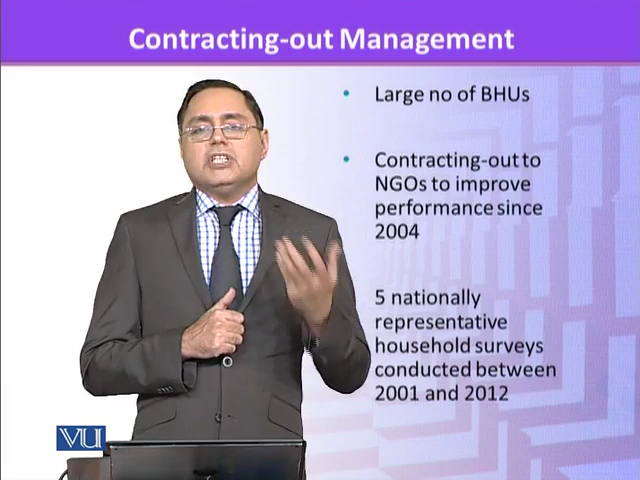 Contracting-out Management
Large no of BHUs
Contracting-out to
NGOs to improve
performance since
2004
5 nationally
representative
household surveys
conducted between
2001 and 2012
VU